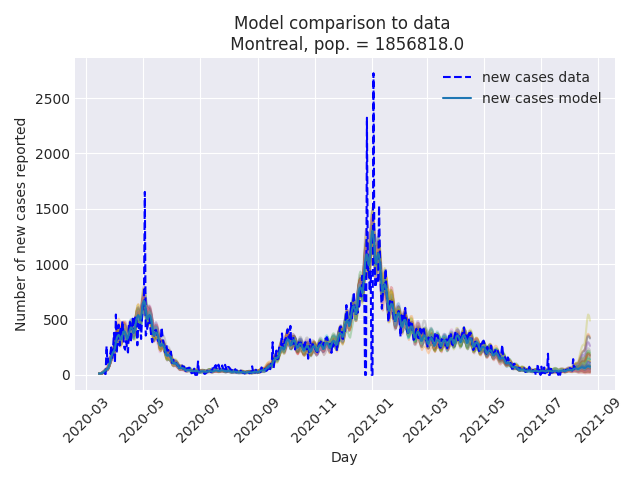 Model comparison to data
Montreal, pop. = 1856818.0
new cases data
new cases model
Number of new cases reported
2500
2000
1500
1000
500
0
2020-03
2020-05
2020-07
2020-09
2020-11
2021-01
2021-03
2021-05
2021-07
2021-09
Day